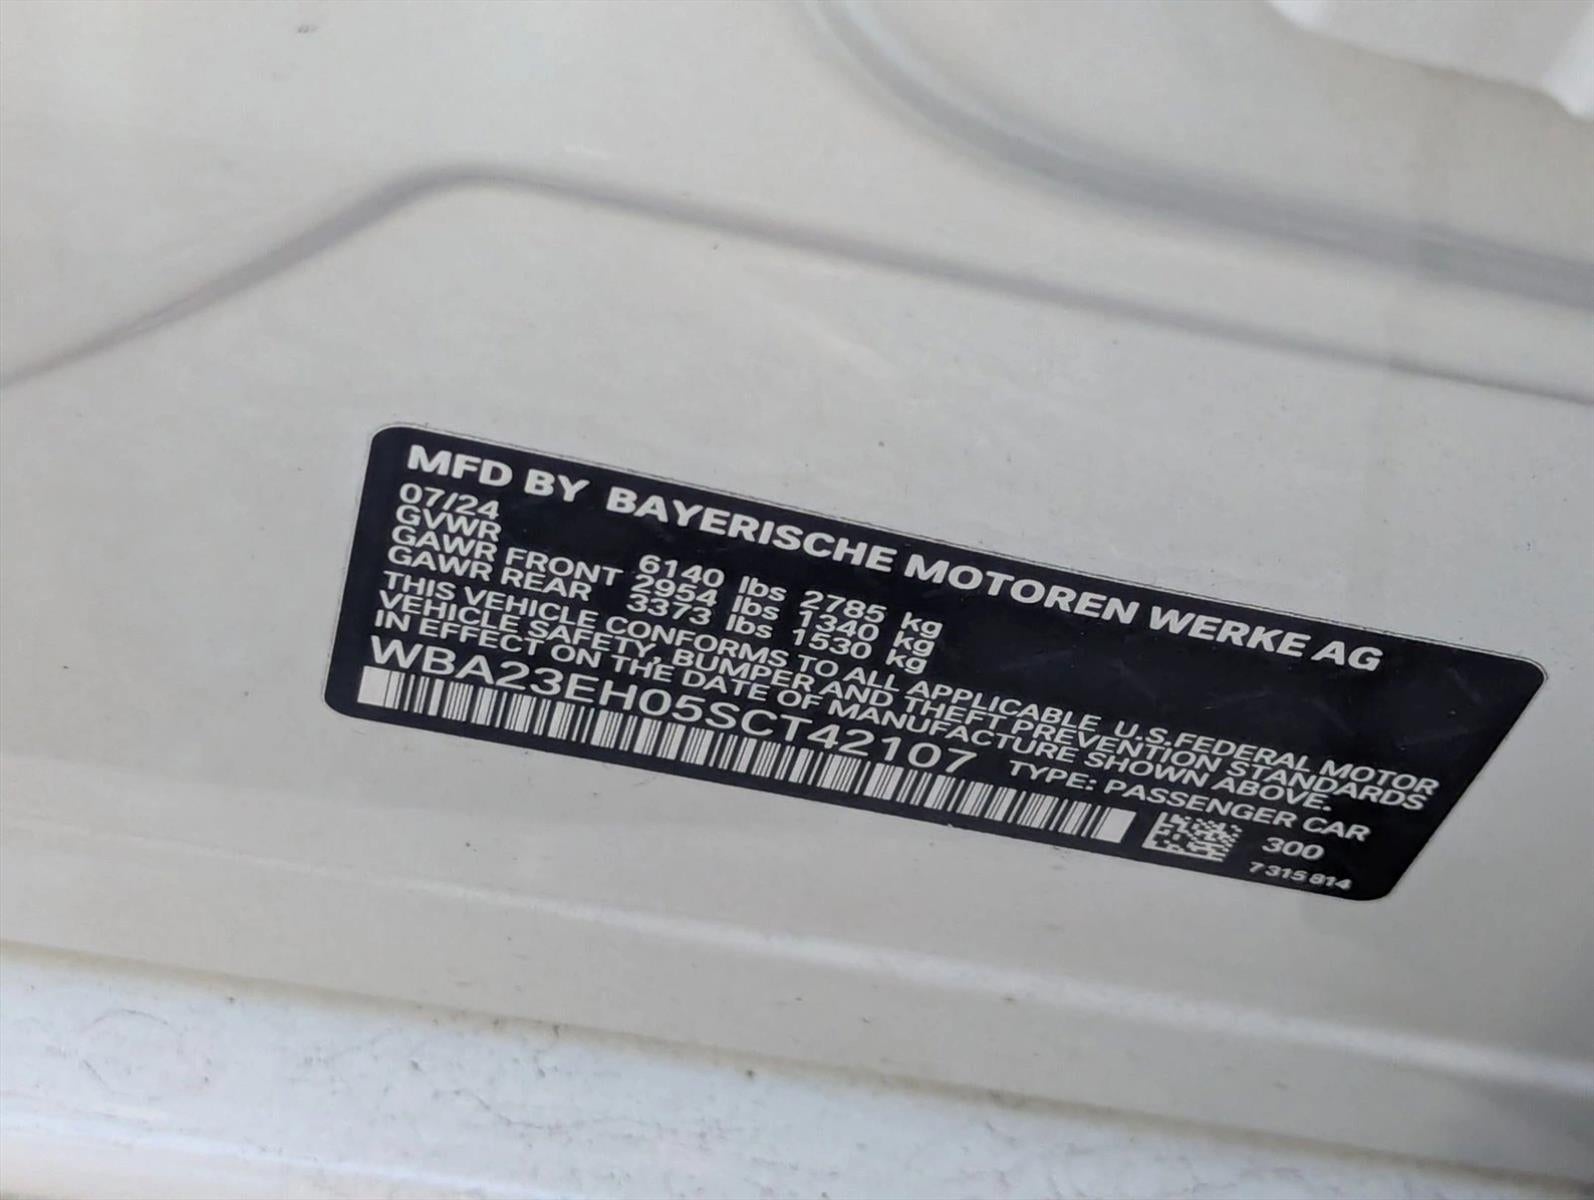 MFD BY BAYERISCHE MOTOREN WERKE AG
07/24
GVWR 6140 lbs 2785 kg
GAWR FRONT 2954 lbs 1340 kg
GAWR REAR 3373 lbs 1530 kg
THIS VEHICLE CONFORMS TO ALL APPLICABLE U.S.FEDERAL MOTOR
VEHICLE SAFETY, BUMPER AND THEFT PREVENTION STANDARDS
IN EFFECT ON THE DATE OF MANUFACTURE SHOWN ABOVE.
WBA23EH05SCT42107 TYPE: PASSENGER CAR
300
7 315 814